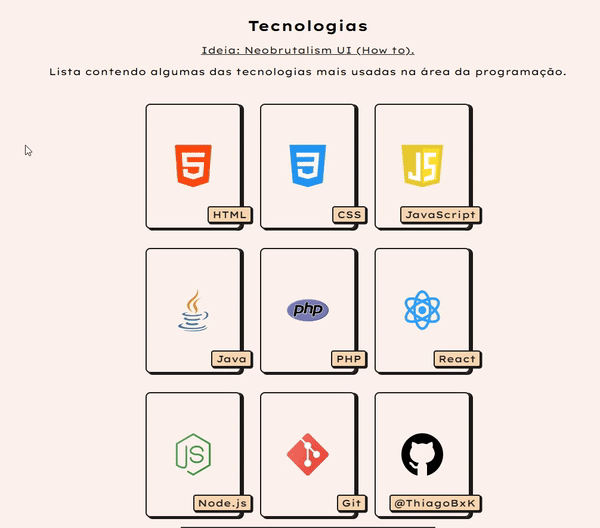 Tecnologias
Ideia: Neobrutalism UI (How to).
Lista contendo algumas das tecnologias mais usadas na área da programação.
5
3
JS
HTML
CSS
JavaScript
php
Java
PHP
React
JS
Node.js
Git
@ThiagoBxK